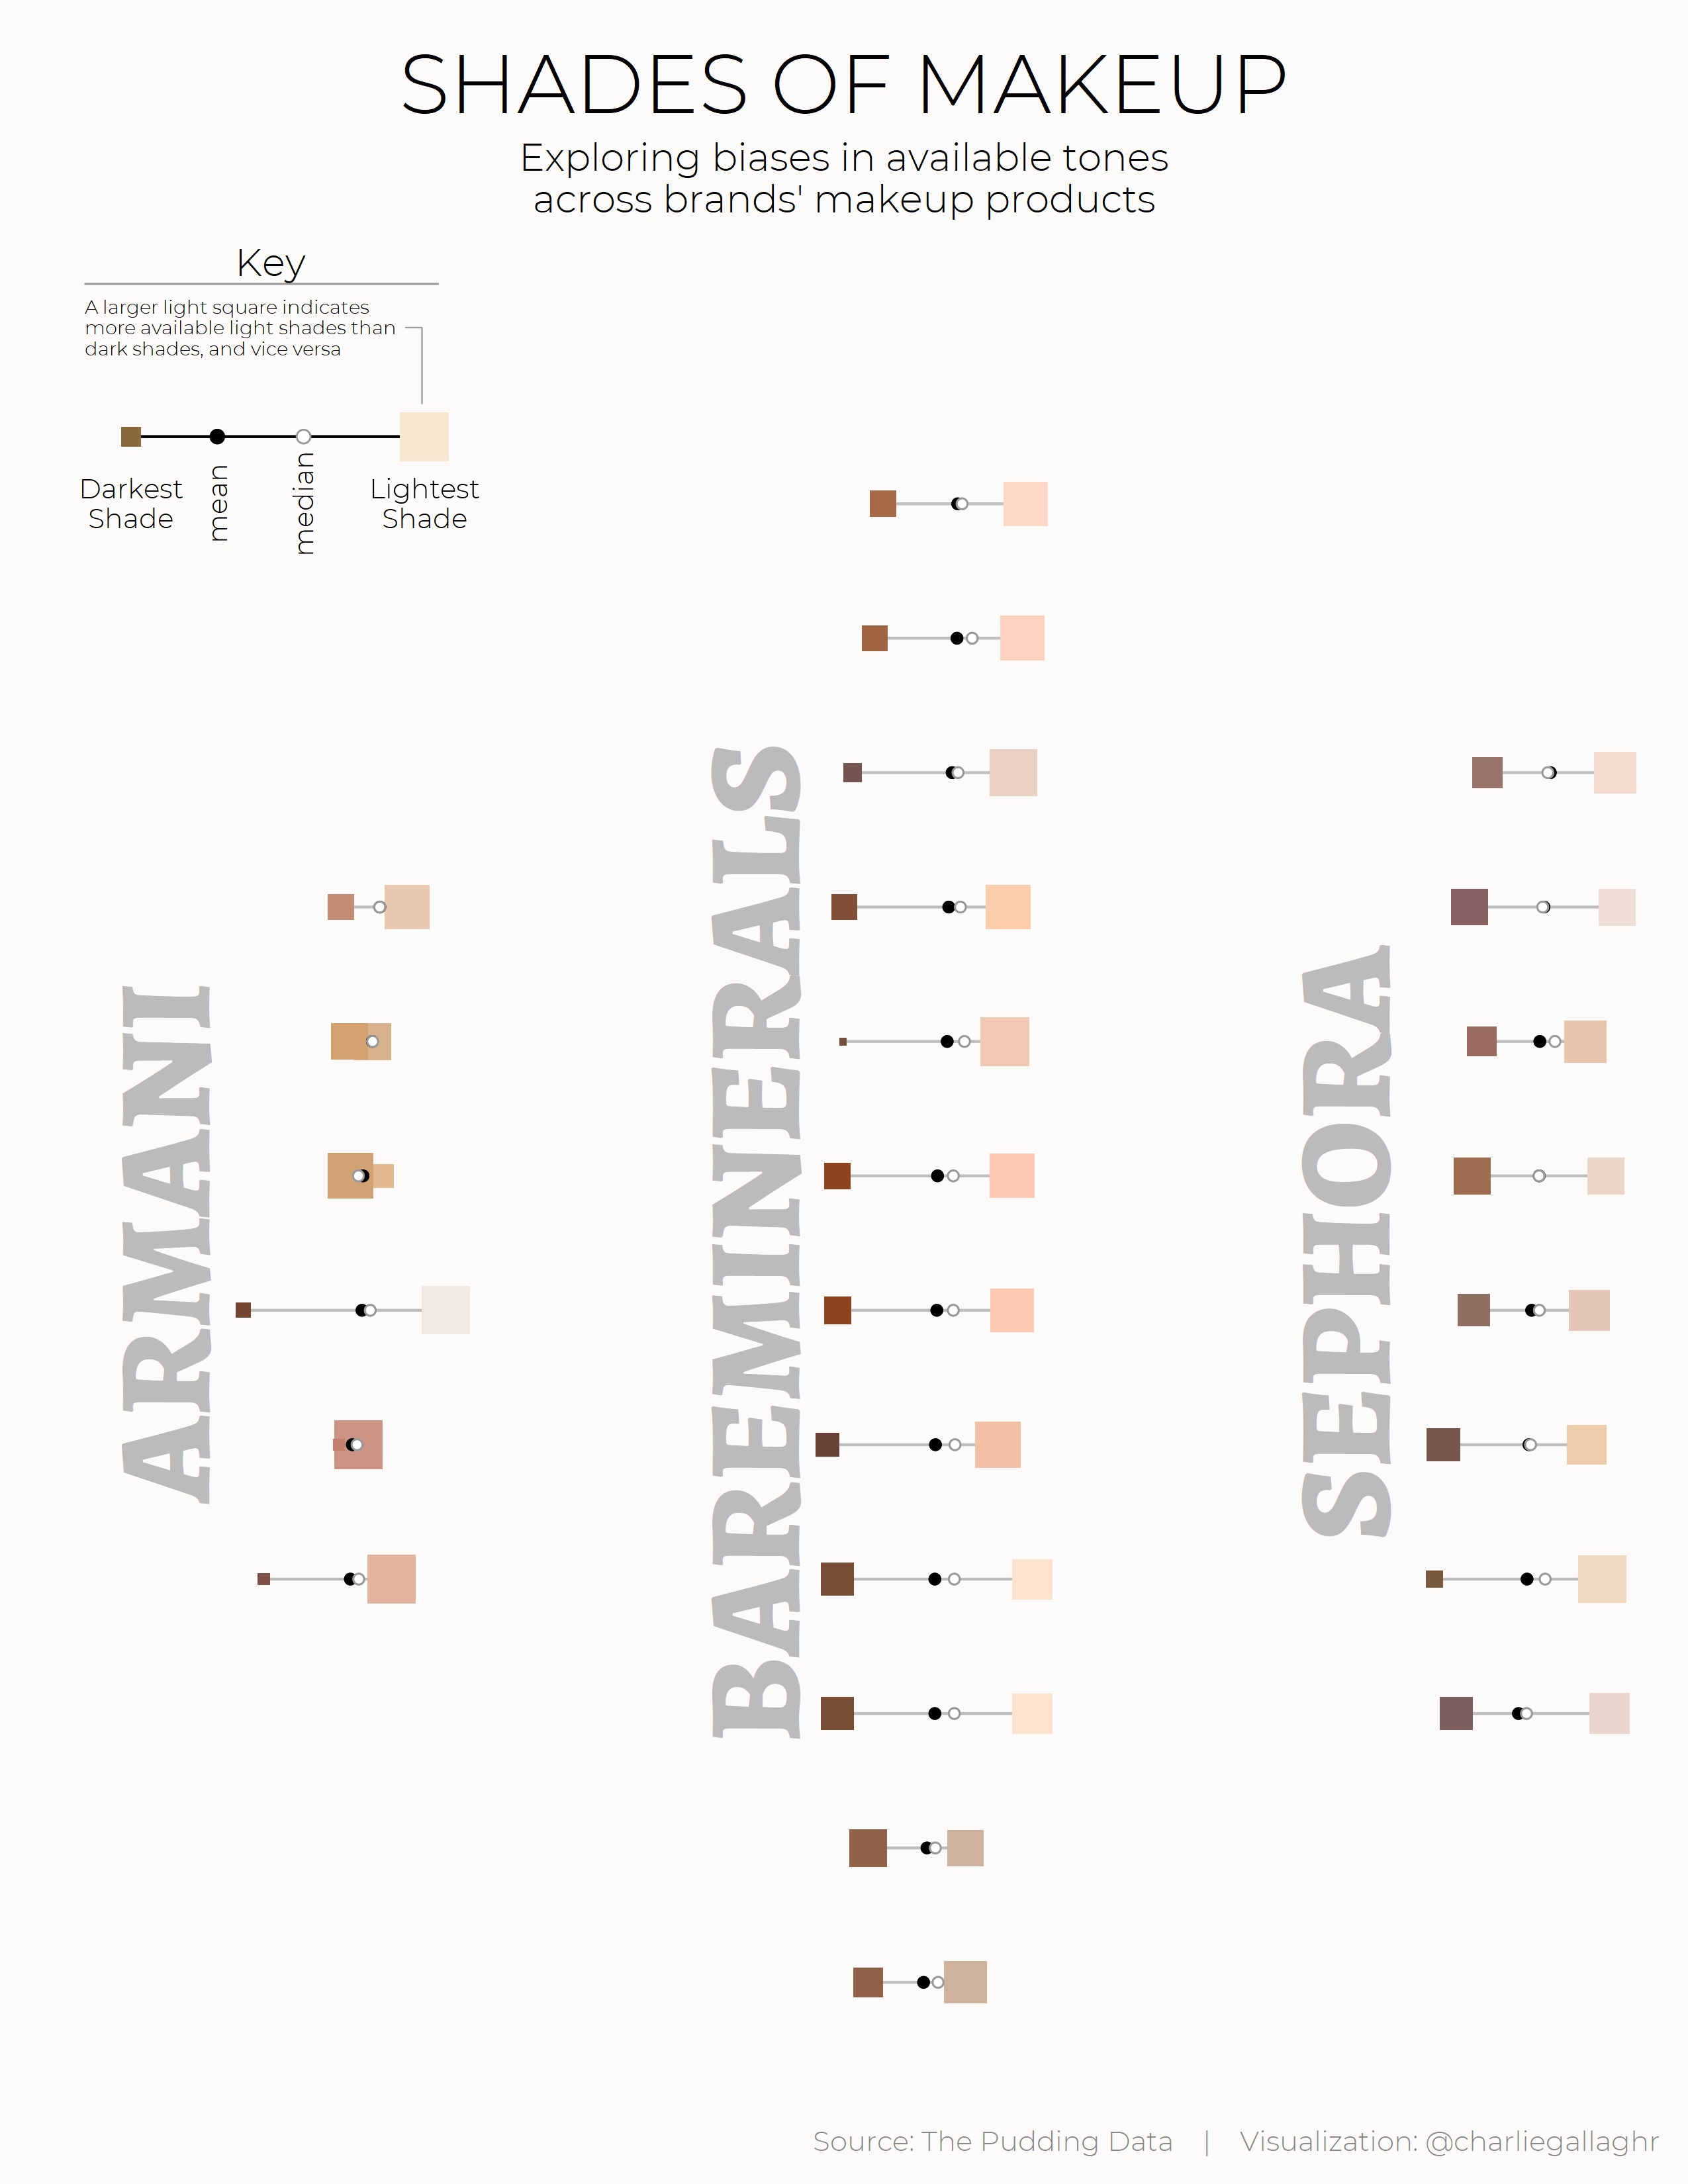 SHADES OF MAKEUP
Exploring biases in available tones
across brands' makeup products
Key
A larger light square indicates
more available light shades than
dark shades, and vice versa
Darkest
Shade
mean
median
Lightest
Shade
ARMANI
BAREMINERALS
SEPHORA
Source: The Pudding Data | Visualization: @charliegallaghr